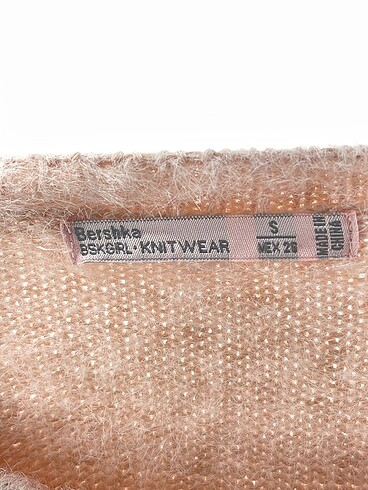 Bershka
BSKGRL · KNITWEAR
S
MEX 26
MADE IN
CHINA